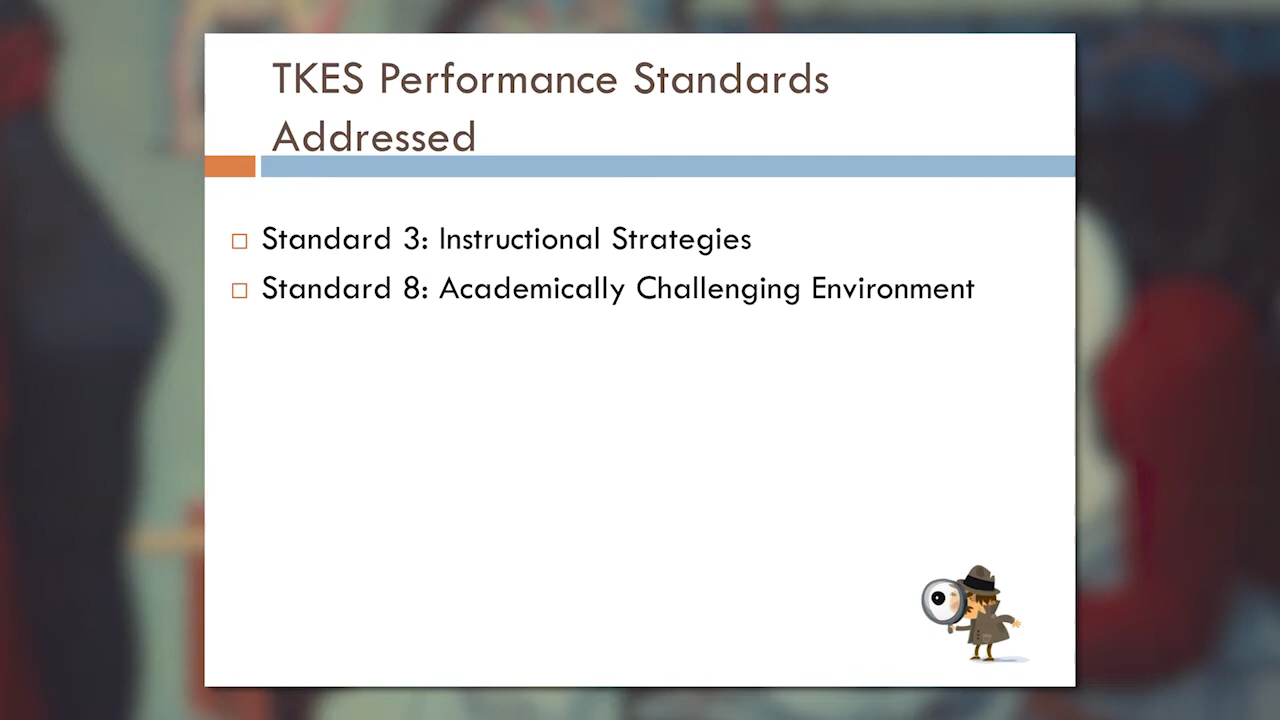 TKES Performance Standards
Addressed
Standard 3: Instructional Strategies
Standard 8: Academically Challenging Environment